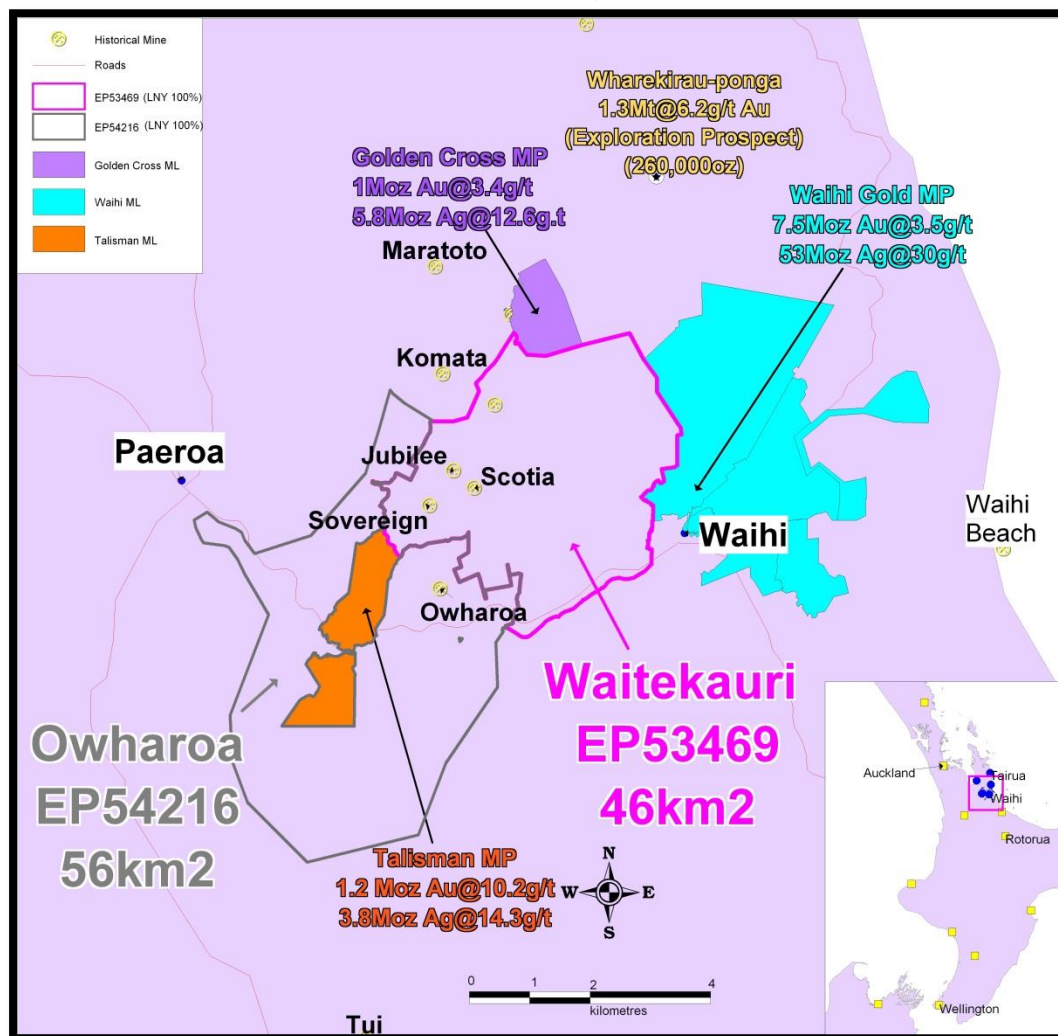 Historical Mine
Roads
EP53469 (LNY 100%)
EP54216 (LNY 100%)
Golden Cross ML
Waihi ML
Talisman ML
Wharekirau-ponga
1.3Mt@6.2g/t Au
(Exploration Prospect)
(260,000oz)
Golden Cross MP
1Moz Au@3.4g/t
5.8Moz Ag@12.6g.t
Waihi Gold MP
7.5Moz Au@3.5g/t
53Moz Ag@30g/t
Maratoto
Komata
Paeroa
Jubilee
Scotia
Sovereign
Waihi
Waihi
Beach
Owharoa
Waitekauri
EP53469
46km2
Owharoa
EP54216
56km2
Talisman MP
1.2 Moz Au@10.2g/t
3.8Moz Ag@14.3g/t
N
W E
S
0 1 2 4
kilometres
Tui
Auckland
Tairua
Waihi
Rotorua
Wellington